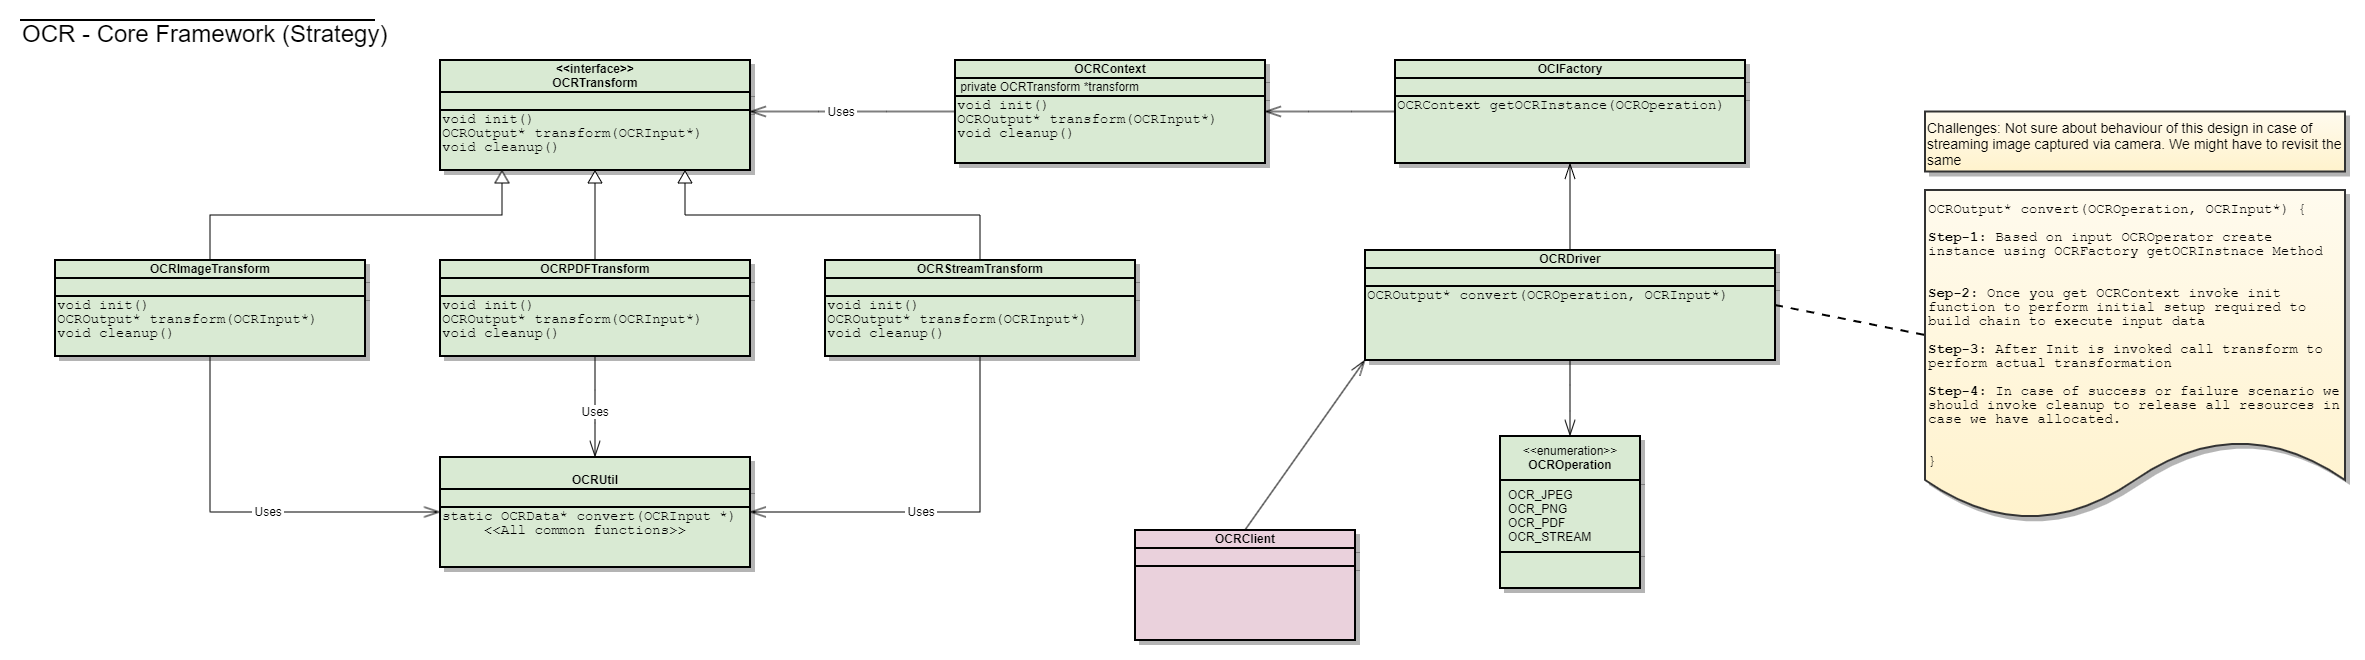 OCR - Core Framework (Strategy)
<<interface>>
OCRTransform
void init()
OCROutput* transform(OCRInput*)
void cleanup()
Uses
OCRContext
private OCRTransform *transform
void init()
OCROutput* transform(OCRInput*)
void cleanup()
OCIFactory
OCRContext getOCRInstance(OCROperation)
Challenges: Not sure about behaviour of this design in case of
streaming image captured via camera. We might have to revisit the
same
OCRImageTransform
void init()
OCROutput* transform(OCRInput*)
void cleanup()
OCRPDFTransform
void init()
OCROutput* transform(OCRInput*)
void cleanup()
OCRStreamTransform
void init()
OCROutput* transform(OCRInput*)
void cleanup()
OCRDriver
OCROutput* convert(OCROperation, OCRInput*)
OCROutput* convert(OCROperation, OCRInput*) {
Step-1: Based on input OCROperator create
instance using OCRFactory getOCRInstnace Method
Sep-2: Once you get OCRContext invoke init
function to perform initial setup required to
build chain to execute input data
Step-3: After Init is invoked call transform to
perform actual transformation
Step-4: In case of success or failure scenario we
should invoke cleanup to release all resources in
case we have allocated.
}
Uses
Uses
Uses
OCRUtil
static OCRData* convert(OCRInput *)
<<All common functions>>
<<enumeration>>
OCROperation
OCR_JPEG
OCR_PNG
OCR_PDF
OCR_STREAM
OCRClient